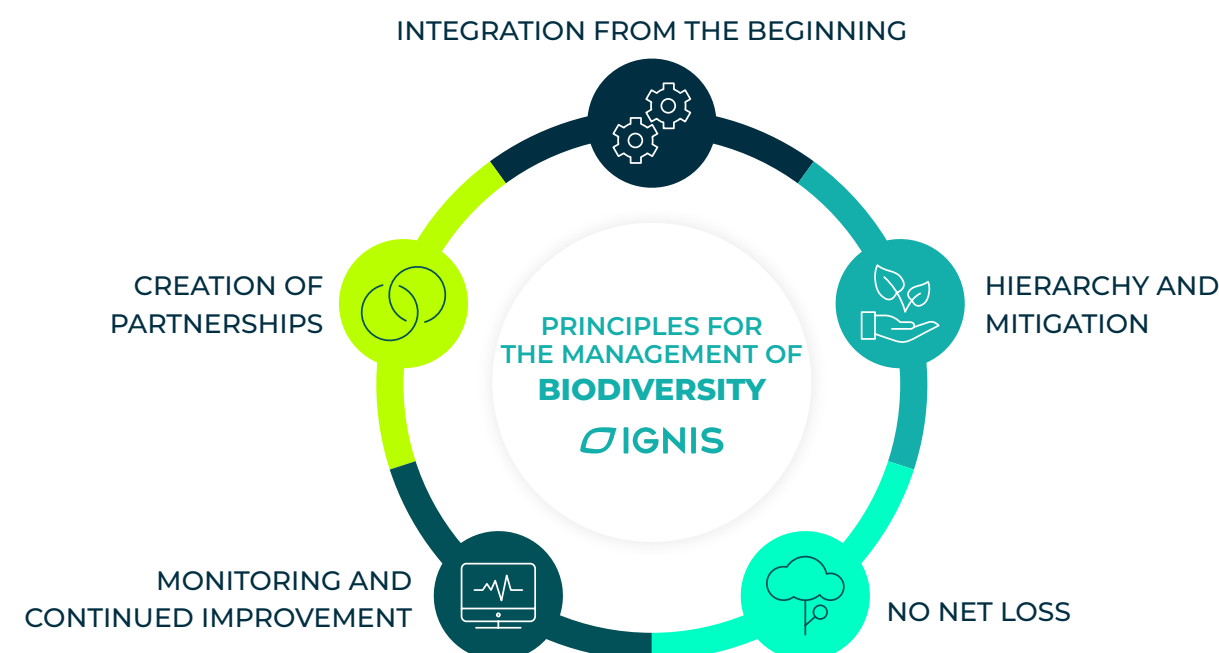 INTEGRATION FROM THE BEGINNING
CREATION OF
PARTNERSHIPS
HIERARCHY AND
MITIGATION
PRINCIPLES FOR
THE MANAGEMENT OF
BIODIVERSITY
IGNIS
MONITORING AND
CONTINUED IMPROVEMENT
NO NET LOSS